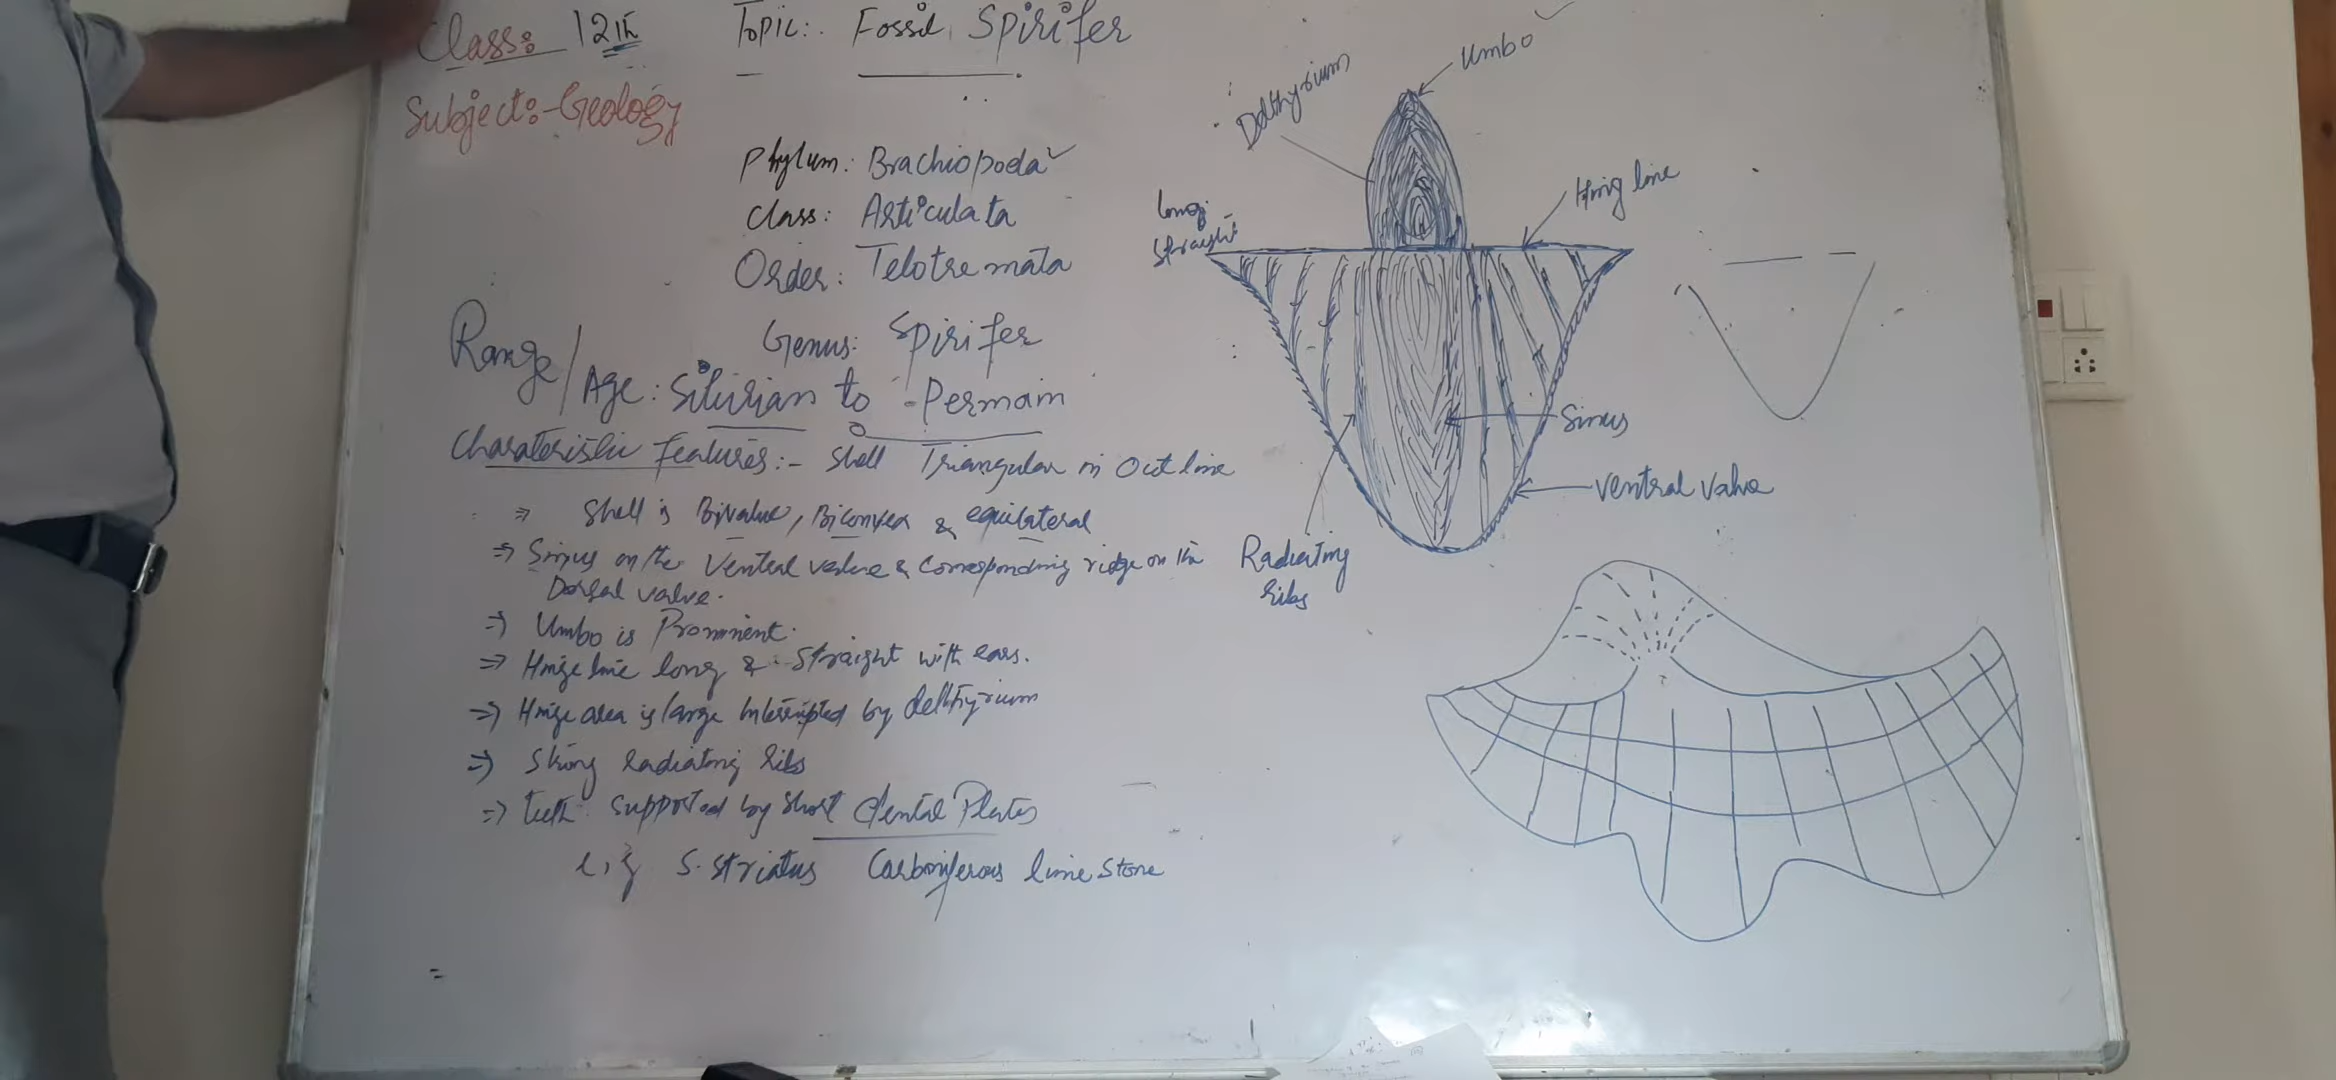 Class: 12th Topic:. Fossil Spirifer
Subject:- Geology
Phylum: Brachiopoda
Class: Articulata
Order: Telotremata
Genus: Spirifer
Range/Age: Silurian to Permain
Charateristic features:- Shell Triangular in Outline
⇒ Shell is Bivalve, Biconvex & equilateral
⇒ Sinus on the Ventral valve & Corresponding ridge on the
Dorsal valve.
⇒ Umbo is Prominent.
⇒ Hinge line long & straight with ears.
⇒ Hinge area is large Interrupted by delthyrium
⇒ Strong radiating ribs
⇒ teeth supported by short dental Plates
e.g S. striatus Carboniferous lime stone
Umbo
Delthyrium
Hing line
long
straight
Sinus
Ventral Valve
Radiating
ribs